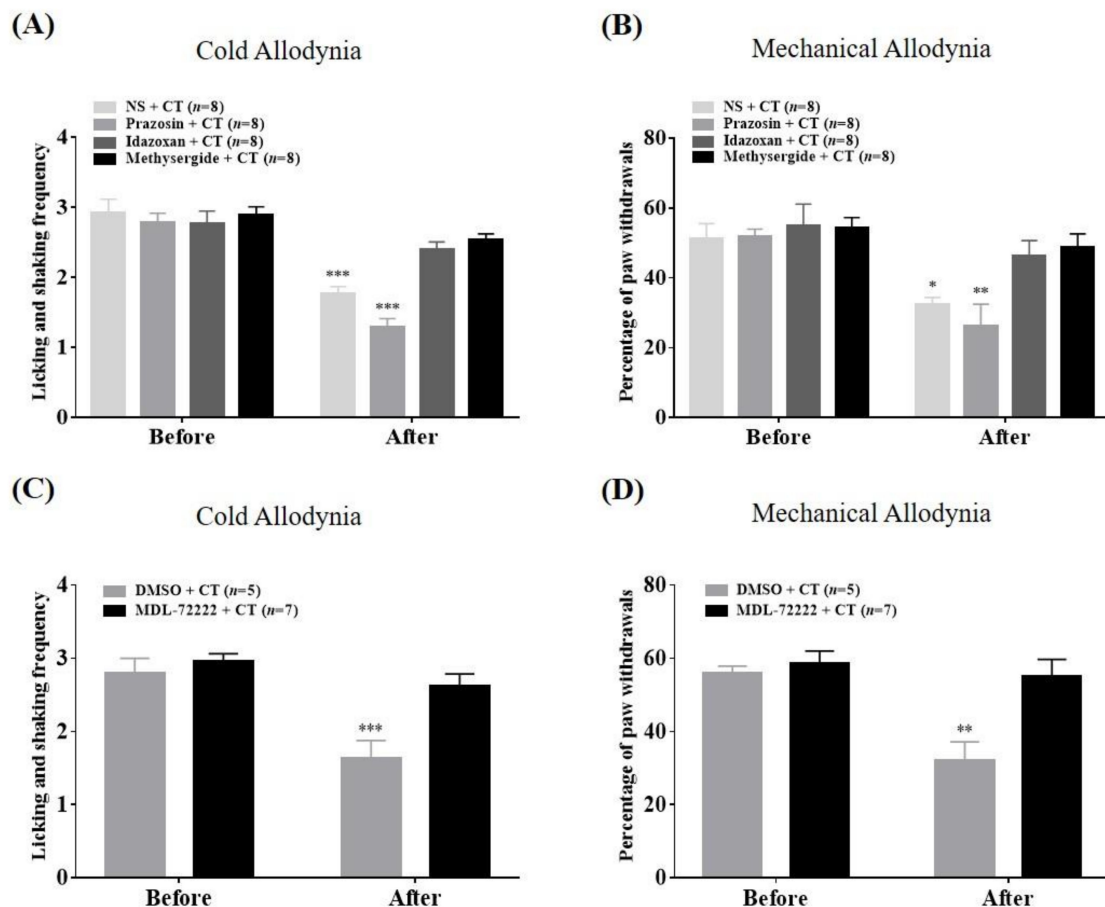 (A)
Cold Allodynia
NS + CT (n=8)
Prazosin + CT (n=8)
Idazoxan + CT (n=8)
Methysergide + CT (n=8)
Licking and shaking frequency
4
3
2
1
0
***
***
Before
After
(B)
Mechanical Allodynia
NS + CT (n=8)
Prazosin + CT (n=8)
Idazoxan + CT (n=8)
Methysergide + CT (n=8)
Percentage of paw withdrawals
80
60
40
20
0
*
**
Before
After
(C)
Cold Allodynia
DMSO + CT (n=5)
MDL-72222 + CT (n=7)
Licking and shaking frequency
4
3
2
1
0
***
Before
After
(D)
Mechanical Allodynia
DMSO + CT (n=5)
MDL-72222 + CT (n=7)
Percentage of paw withdrawals
80
60
40
20
0
**
Before
After